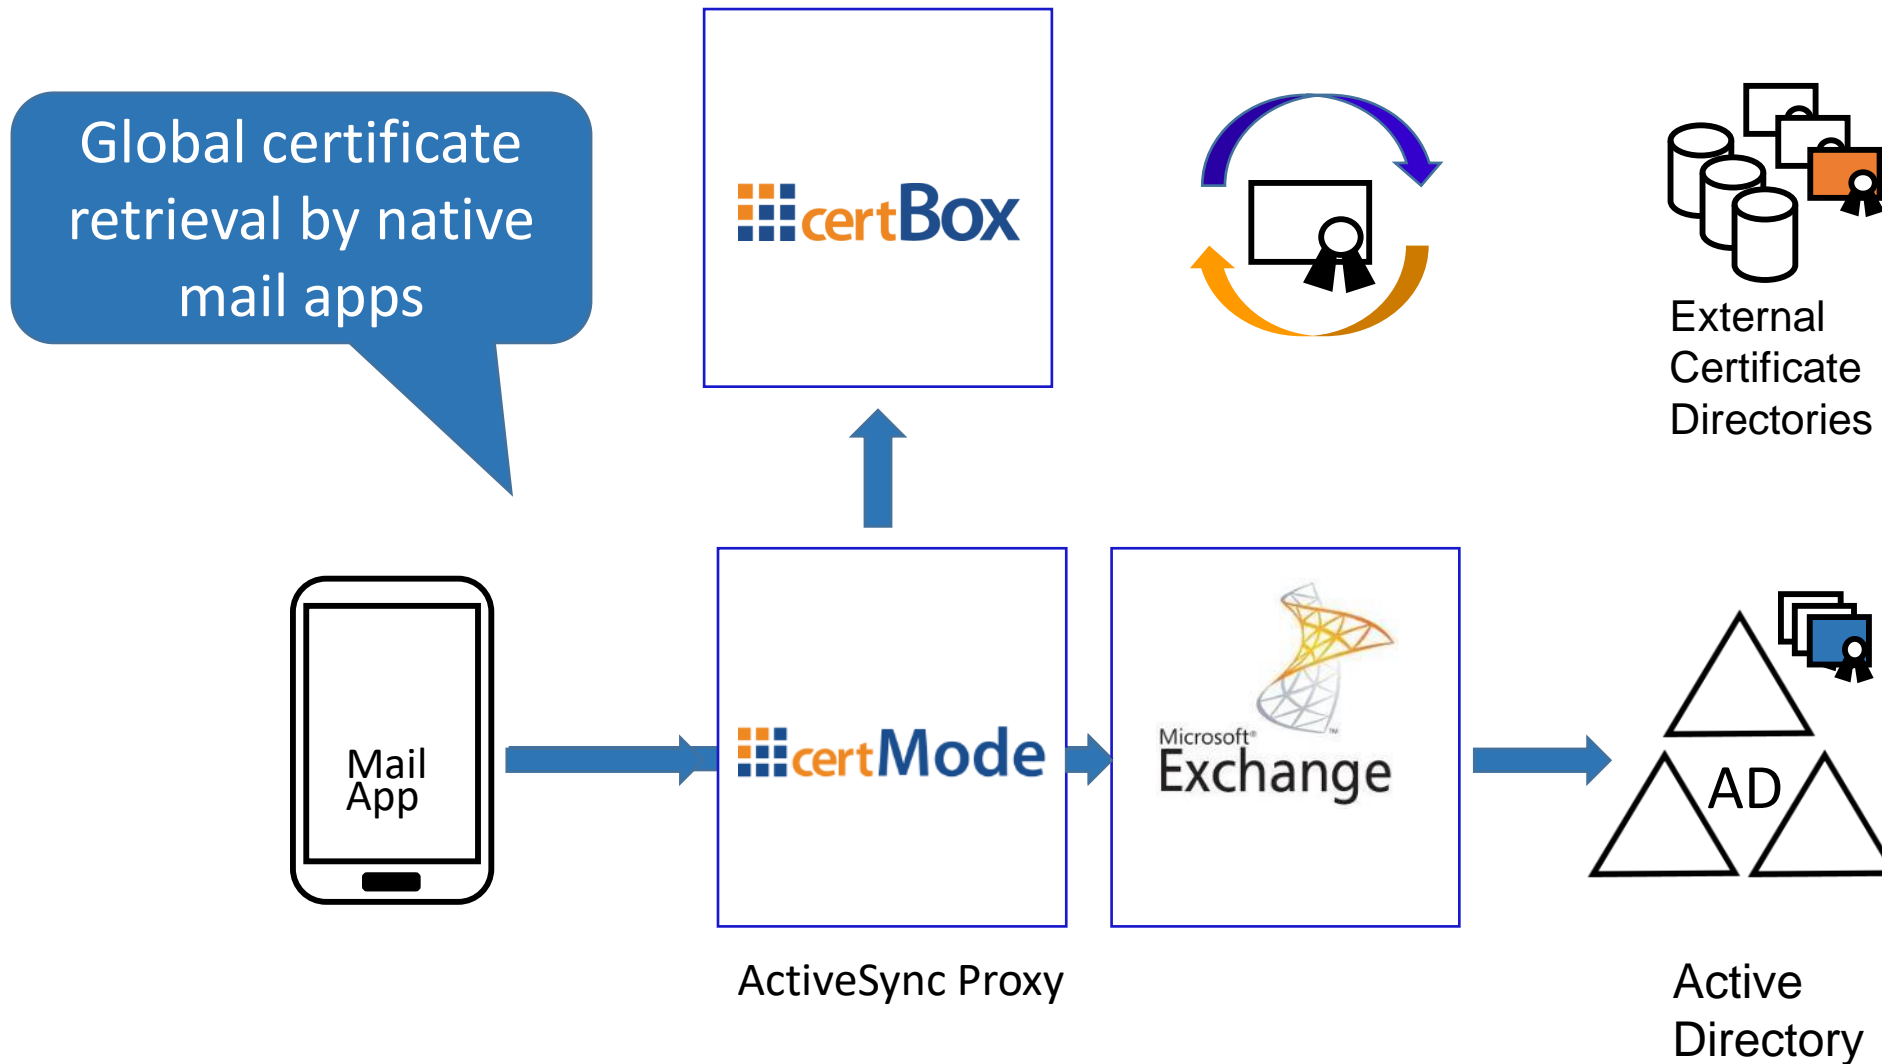 Global certificate
retrieval by native
mail apps
certBox
External
Certificate
Directories
Mail
App
certMode
Microsoft®
Exchange
TM
AD
ActiveSync Proxy
Active
Directory